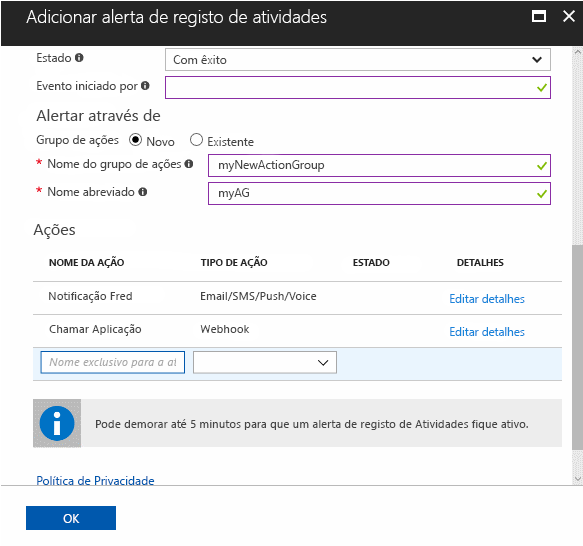 Adicionar alerta de registo de atividades
Estado
Com êxito
Evento iniciado por
Alertar através de
Grupo de ações Novo Existente
* Nome do grupo de ações myNewActionGroup
* Nome abreviado myAG
Ações
NOME DA AÇÃO TIPO DE AÇÃO ESTADO DETALHES
Notificação Fred Email/SMS/Push/Voice Editar detalhes
Chamar Aplicação Webhook Editar detalhes
Nome exclusivo para a at
Pode demorar até 5 minutos para que um alerta de registo de Atividades fique ativo.
Política de Privacidade
OK